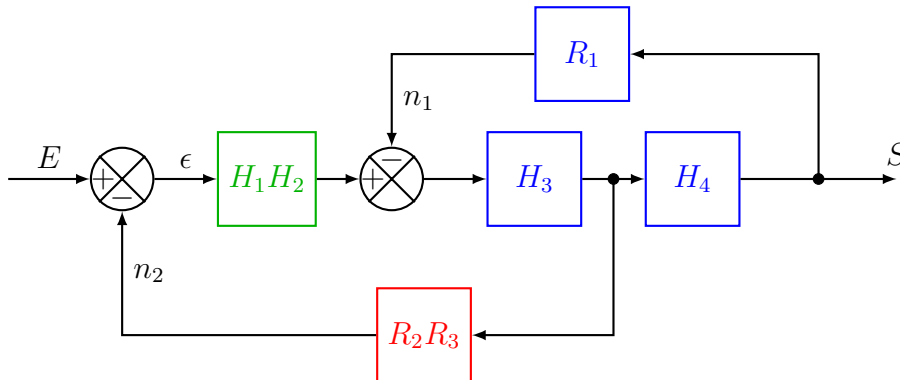 R₁
n₁
E
ϵ
S
+
−
H₁H₂
−
+
H₃
H₄
n₂
R₂R₃